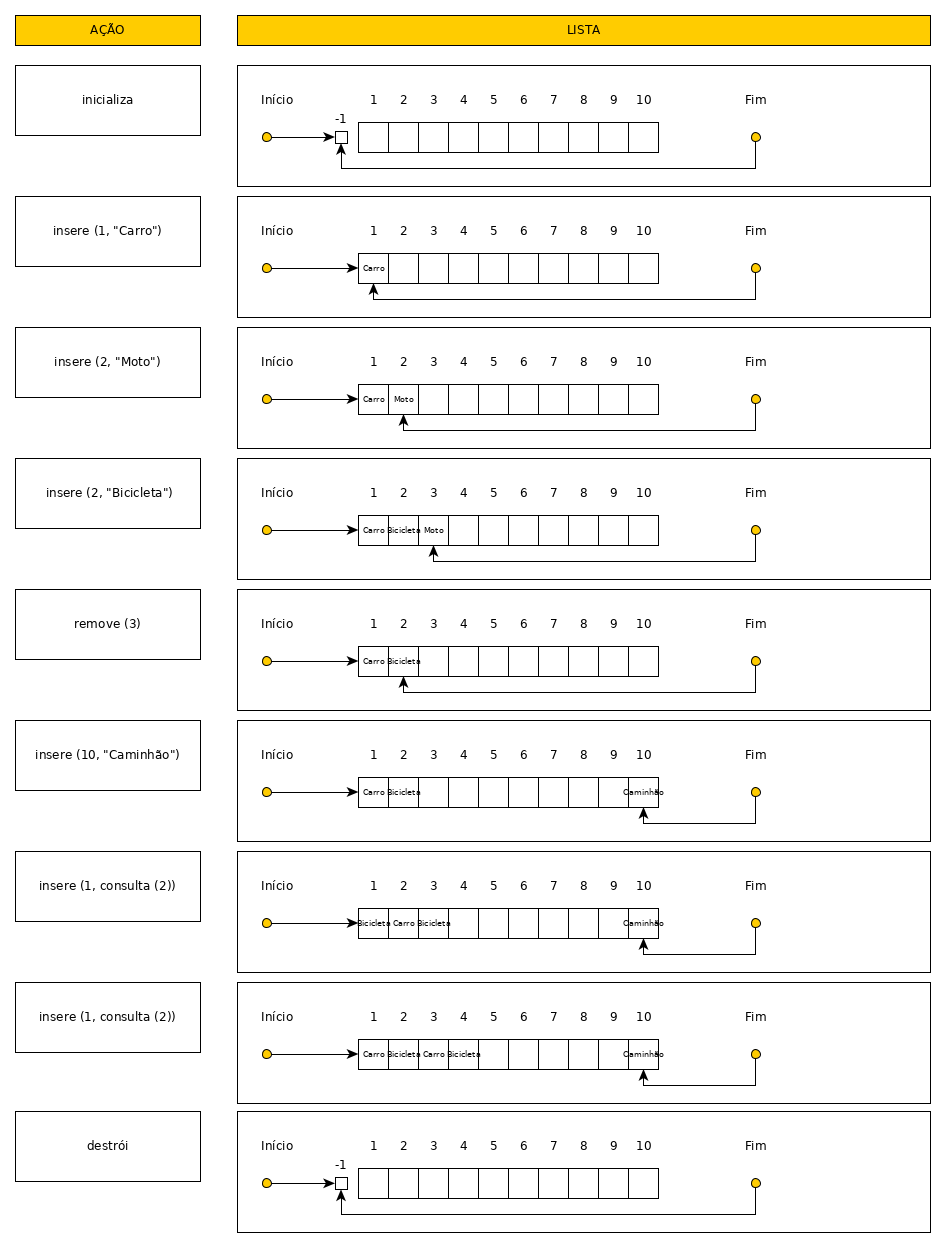 AÇÃO
LISTA
inicializa
Início 1 2 3 4 5 6 7 8 9 10 Fim
-1
insere (1, "Carro")
Início 1 2 3 4 5 6 7 8 9 10 Fim
Carro
insere (2, "Moto")
Início 1 2 3 4 5 6 7 8 9 10 Fim
Carro Moto
insere (2, "Bicicleta")
Início 1 2 3 4 5 6 7 8 9 10 Fim
Carro Bicicleta Moto
remove (3)
Início 1 2 3 4 5 6 7 8 9 10 Fim
Carro Bicicleta
insere (10, "Caminhão")
Início 1 2 3 4 5 6 7 8 9 10 Fim
Carro Bicicleta Caminhão
insere (1, consulta (2))
Início 1 2 3 4 5 6 7 8 9 10 Fim
Bicicleta Carro Bicicleta Caminhão
insere (1, consulta (2))
Início 1 2 3 4 5 6 7 8 9 10 Fim
Carro Bicicleta Carro Bicicleta Caminhão
destrói
Início 1 2 3 4 5 6 7 8 9 10 Fim
-1